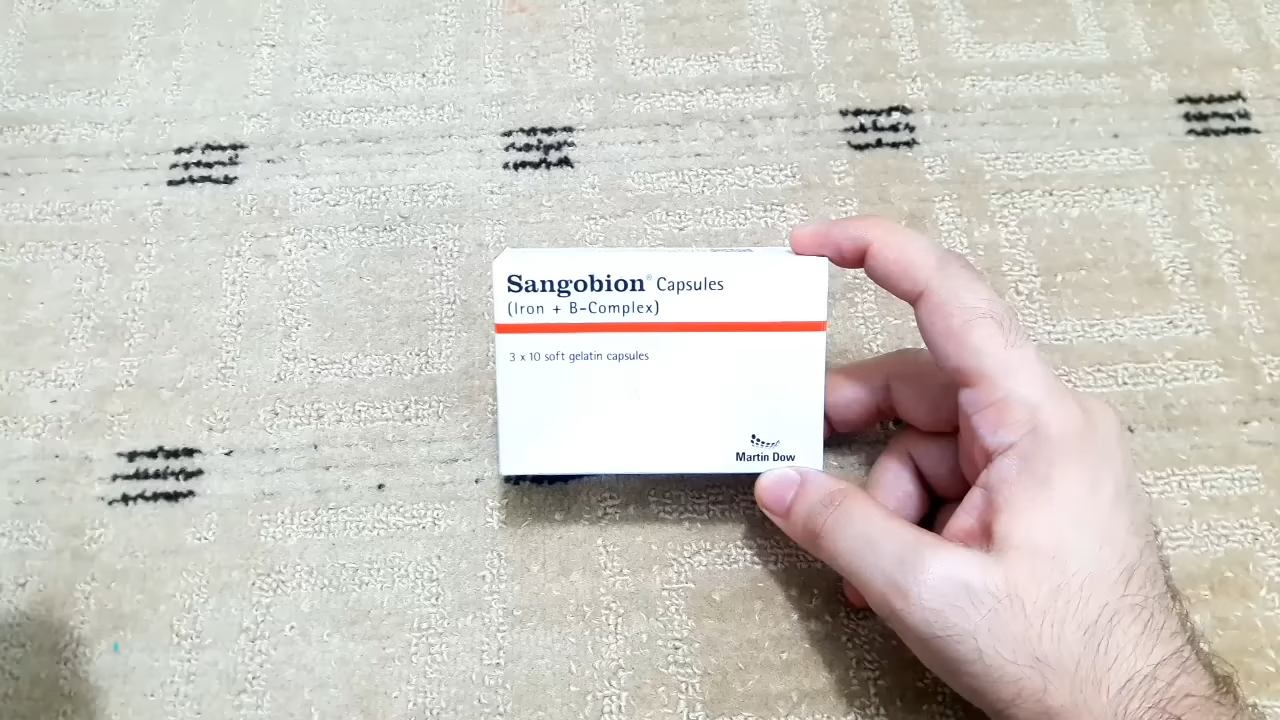 Sangobion® Capsules
(Iron + B-Complex)
3 x 10 soft gelatin capsules
Martin Dow